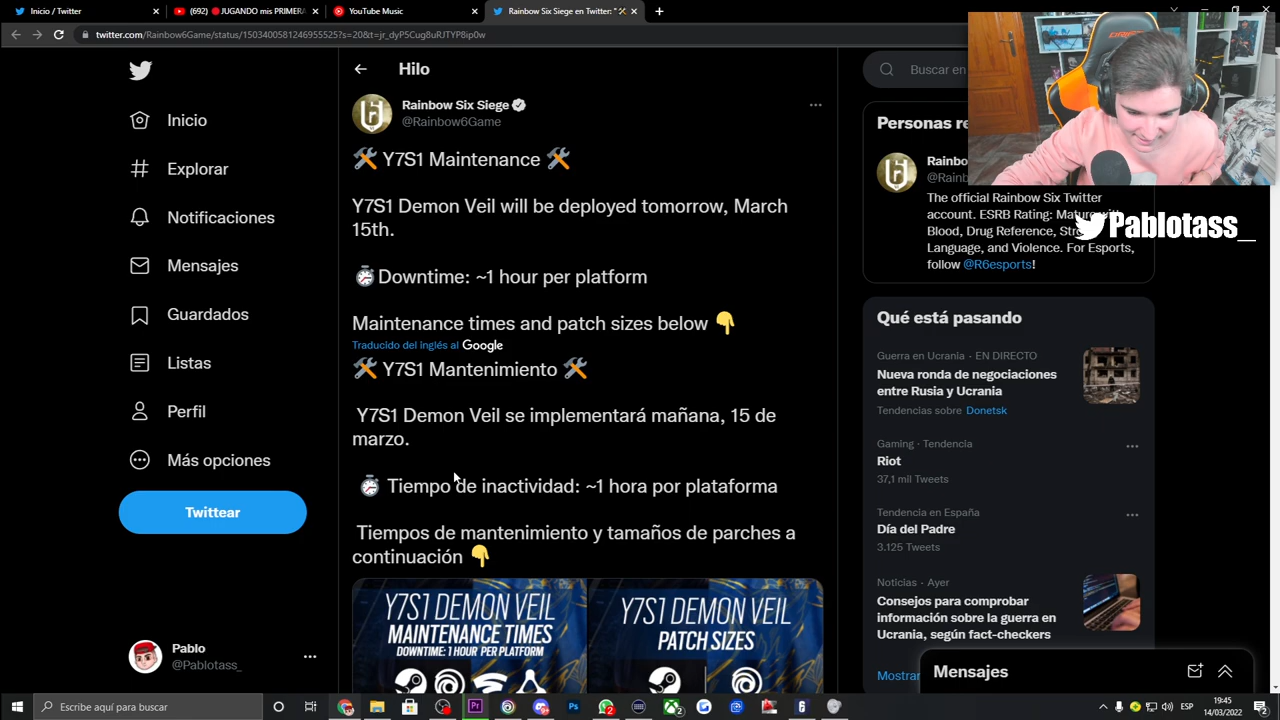 Inicio / Twitter
(692) 🔴JUGANDO mis PRIMERA
YouTube Music
Rainbow Six Siege en Twitter: "🛠
twitter.com/Rainbow6Game/status/1503400581246955525?s=20&t=jr_dyP5Cug8uRJTYP8ip0w
Inicio
Explorar
Notificaciones
Mensajes
Guardados
Listas
Perfil
Más opciones
Twittear
Pablo
@Pablotass_
Hilo
Rainbow Six Siege
@Rainbow6Game
🛠 Y7S1 Maintenance 🛠
Y7S1 Demon Veil will be deployed tomorrow, March
15th.
⏱Downtime: ~1 hour per platform
Maintenance times and patch sizes below 👇
Traducido del inglés al Google
🛠 Y7S1 Mantenimiento 🛠
Y7S1 Demon Veil se implementará mañana, 15 de
marzo.
⏱ Tiempo de inactividad: ~1 hora por plataforma
Tiempos de mantenimiento y tamaños de parches a
continuación 👇
Y7S1 DEMON VEIL
MAINTENANCE TIMES
DOWNTIME: 1 HOUR PER PLATFORM
Y7S1 DEMON VEIL
PATCH SIZES
Buscar en
Personas re
Rainbo
@Rain
The official Rainbow Six Twitter
account. ESRB Rating: Mature with
Blood, Drug Reference, Str
Language, and Violence. For Esports,
follow @R6esports!
Pablotass_
Qué está pasando
Guerra en Ucrania · EN DIRECTO
Nueva ronda de negociaciones
entre Rusia y Ucrania
Tendencias sobre Donetsk
Gaming · Tendencia
Riot
37,1 mil Tweets
Tendencia en España
Día del Padre
3.125 Tweets
Noticias · Ayer
Consejos para comprobar
información sobre la guerra en
Ucrania, según fact-checkers
Mostrar
Mensajes
Escribe aquí para buscar
ESP
19:45
14/03/2022